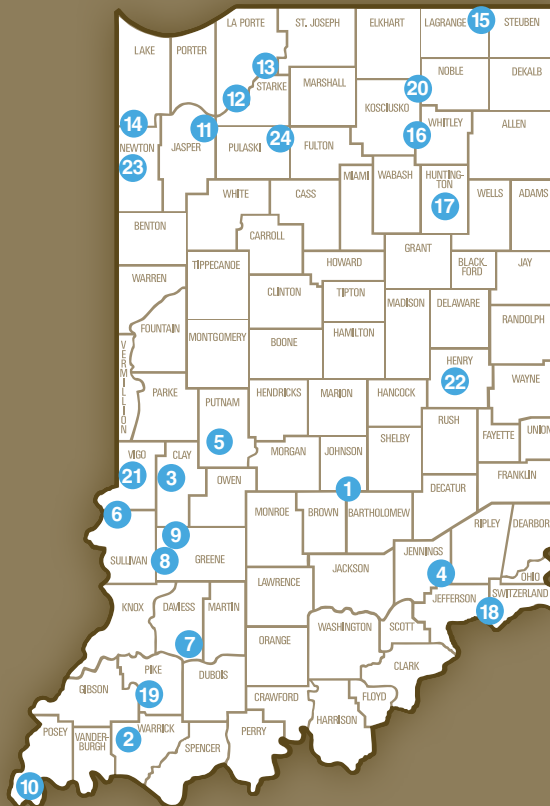 LA PORTE
ST. JOSEPH
ELKHART
LAGRANGE
15
STEUBEN
LAKE
PORTER
13
STARKE
MARSHALL
NOBLE
DEKALB
12
20
KOSCIUSKO
14
11
24
16
WHITLEY
ALLEN
NEWTON
23
JASPER
PULASKI
FULTON
MIAMI
WABASH
HUNTING-
TON
17
WELLS
ADAMS
WHITE
CASS
BENTON
CARROLL
GRANT
HOWARD
BLACK-
FORD
JAY
WARREN
TIPPECANOE
CLINTON
TIPTON
MADISON
DELAWARE
RANDOLPH
FOUNTAIN
MONTGOMERY
BOONE
HAMILTON
VERMILLION
HENRY
22
WAYNE
PARKE
PUTNAM
5
HENDRICKS
MARION
HANCOCK
RUSH
FAYETTE
UNION
VIGO
21
CLAY
3
MORGAN
JOHNSON
SHELBY
FRANKLIN
OWEN
1
DECATUR
6
MONROE
BROWN
BARTHOLOMEW
RIPLEY
DEARBOR
9
8
SULLIVAN
GREENE
JENNINGS
4
JACKSON
OHIO
LAWRENCE
JEFFERSON
SWITZERLAND
18
KNOX
DAVIESS
MARTIN
7
ORANGE
WASHINGTON
SCOTT
CLARK
PIKE
19
DUBOIS
GIBSON
CRAWFORD
FLOYD
HARRISON
POSEY
VANDER-
BURGH
2
WARRICK
SPENCER
PERRY
10